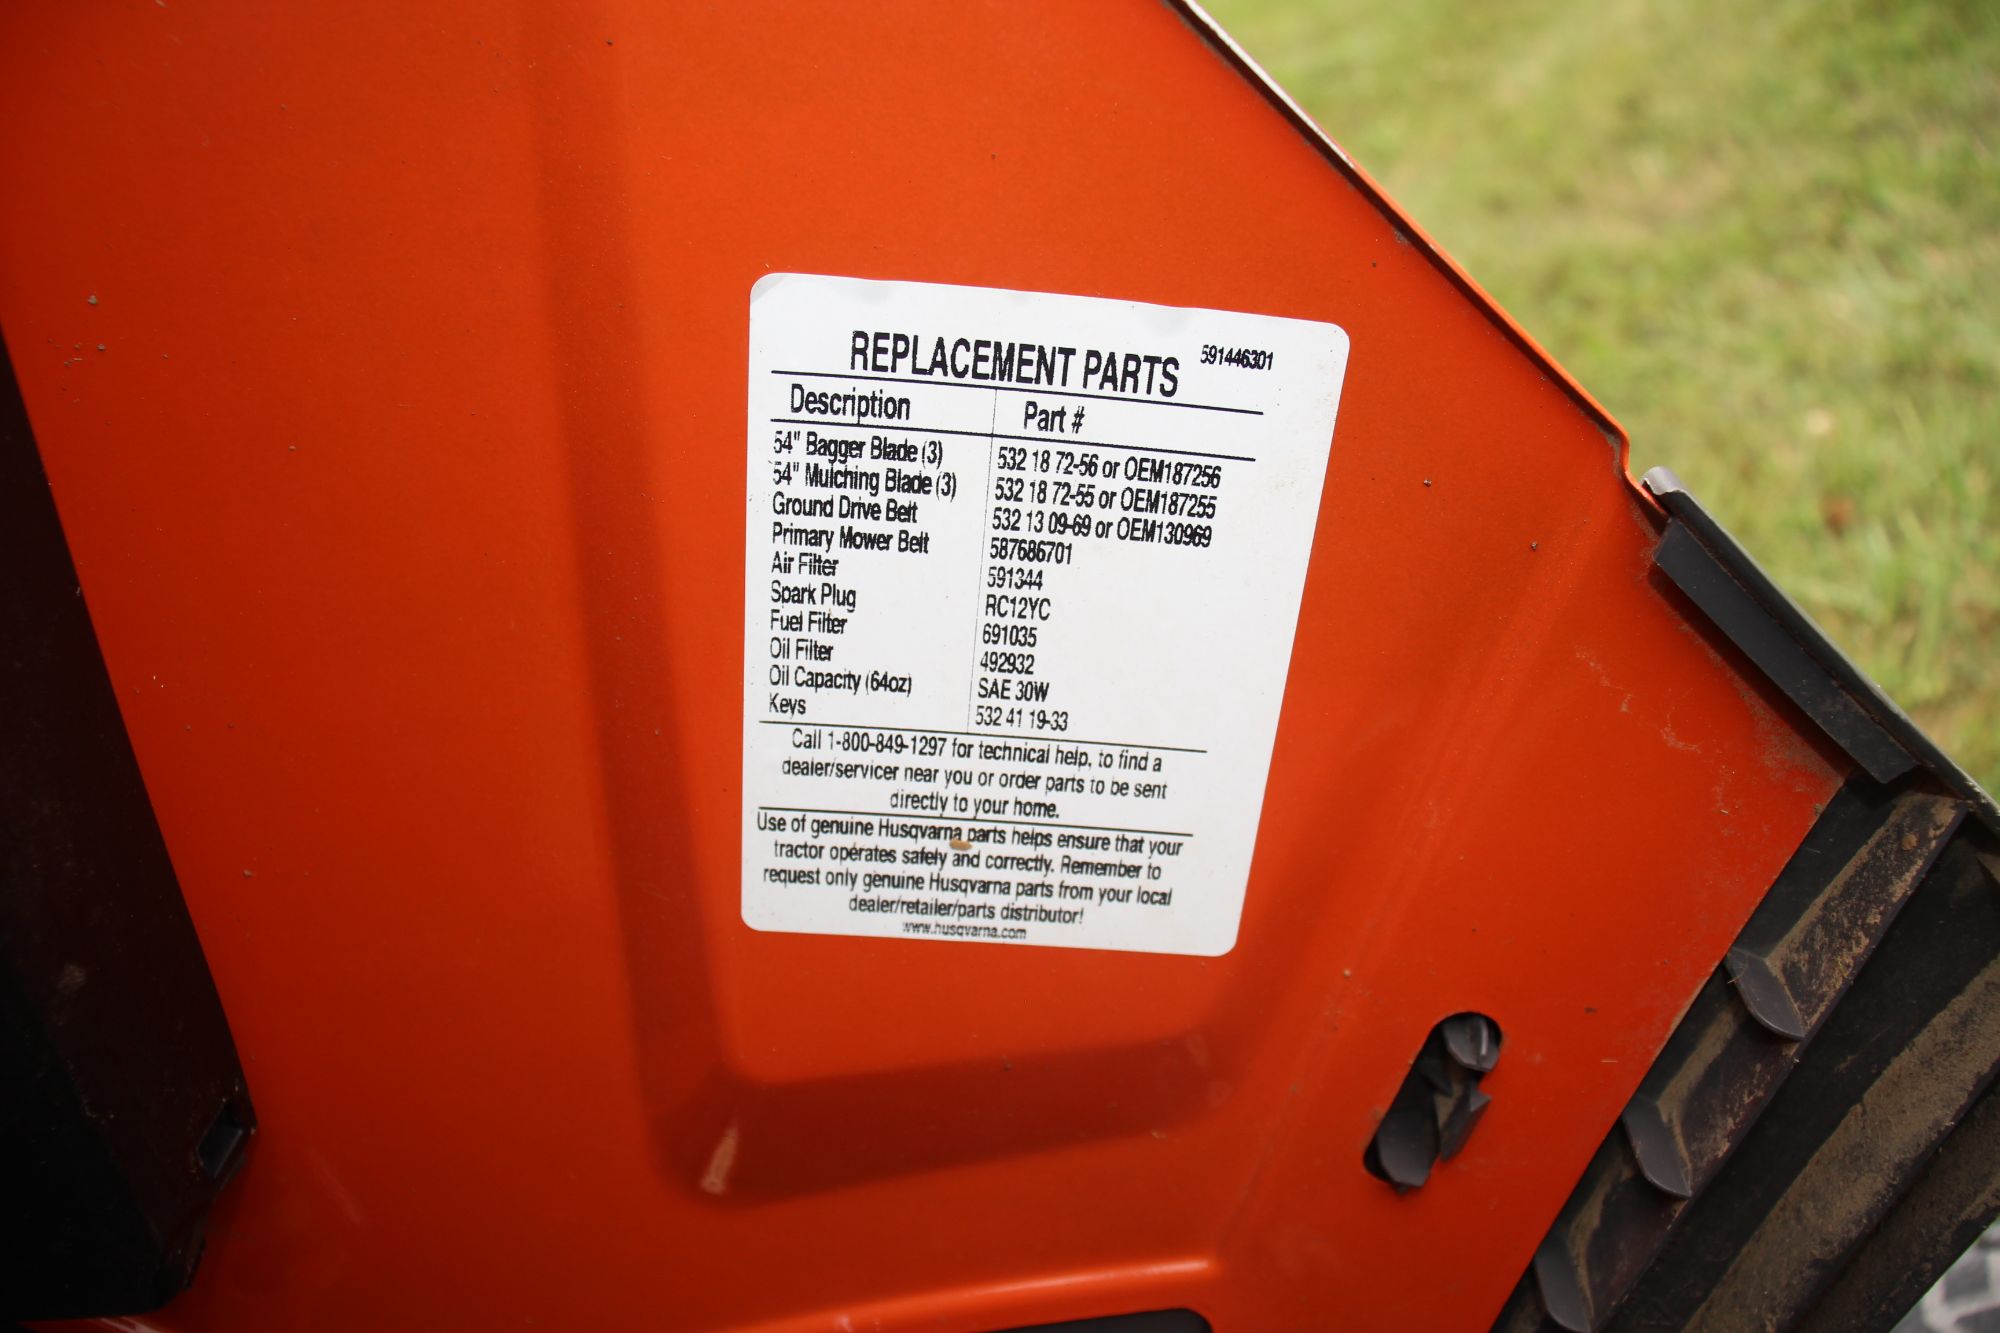 REPLACEMENT PARTS 591446301
Description Part #
54" Bagger Blade (3) 532 18 72-56 or OEM187256
54" Mulching Blade (3) 532 18 72-55 or OEM187255
Ground Drive Belt 532 13 09-69 or OEM130969
Primary Mower Belt 587686701
Air Filter 591344
Spark Plug RC12YC
Fuel Filter 691035
Oil Filter 492932
Oil Capacity (64oz) SAE 30W
Keys 532 41 19-33
Call 1-800-849-1297 for technical help, to find a
dealer/servicer near you or order parts to be sent
directly to your home.
Use of genuine Husqvarna parts helps ensure that your
tractor operates safely and correctly. Remember to
request only genuine Husqvarna parts from your local
dealer/retailer/parts distributor!
www.husqvarna.com